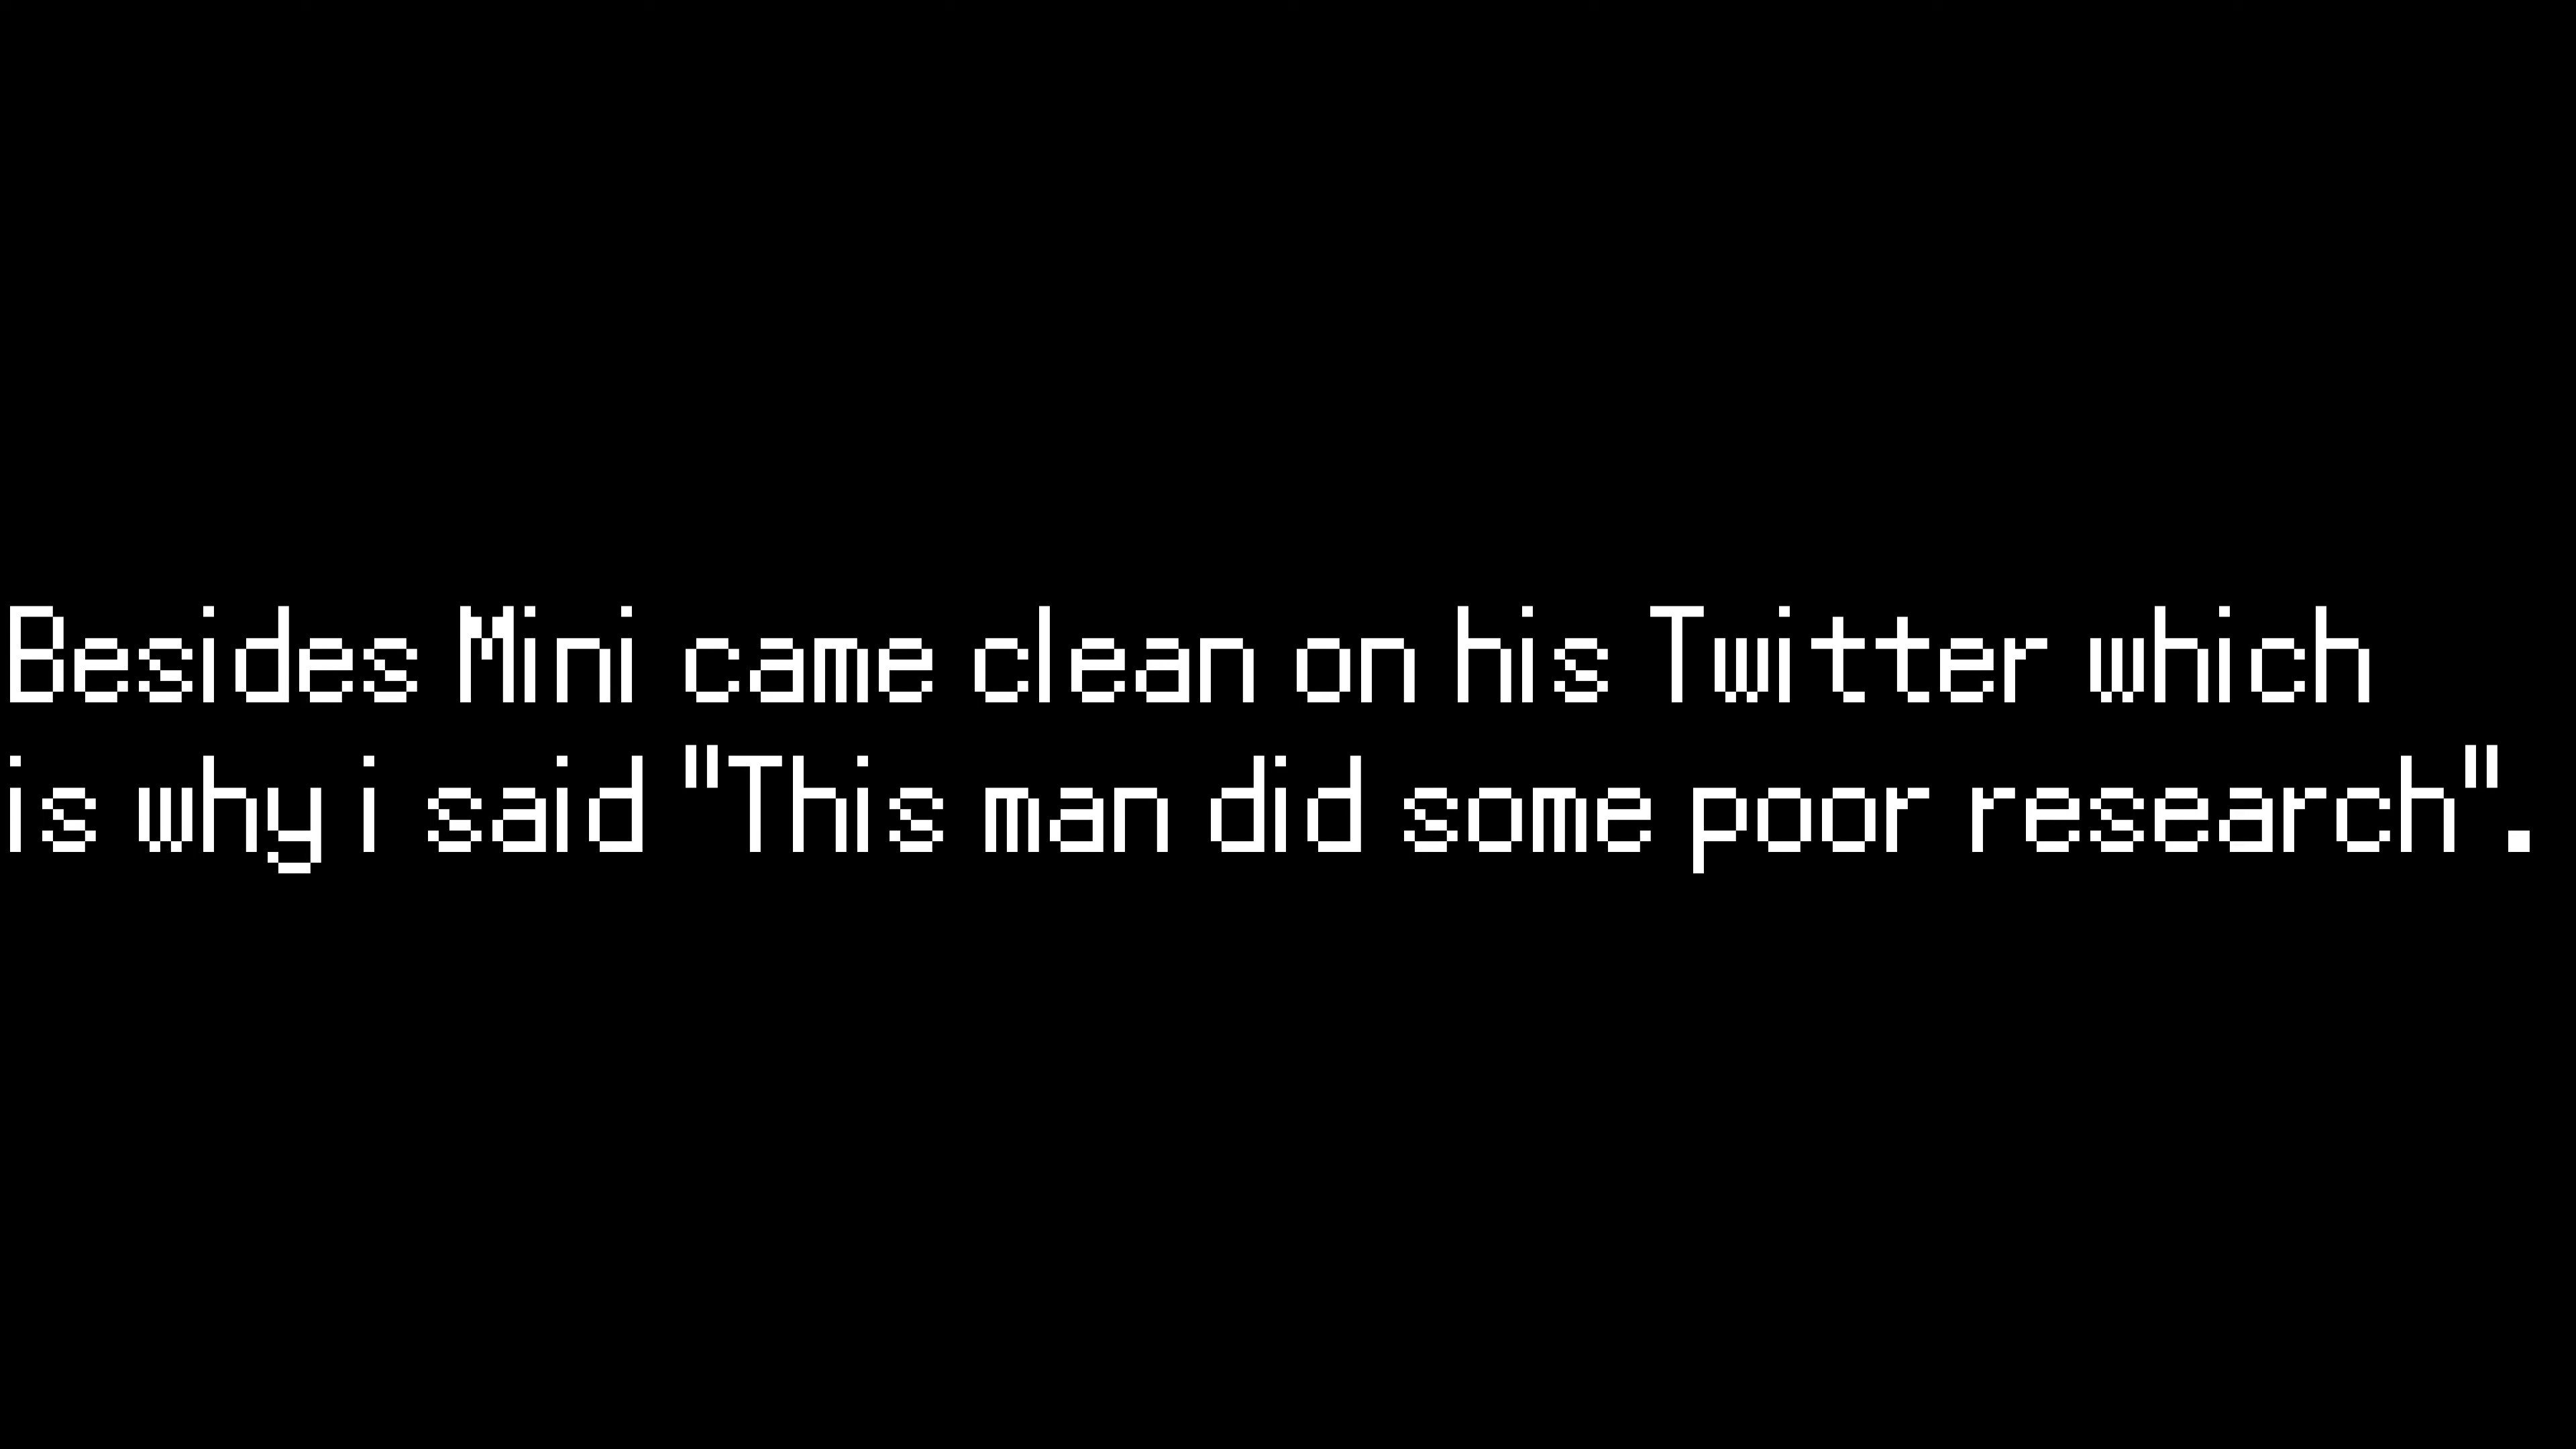 Besides Mini came clean on his Twitter which
is why i said "This man did some poor research".